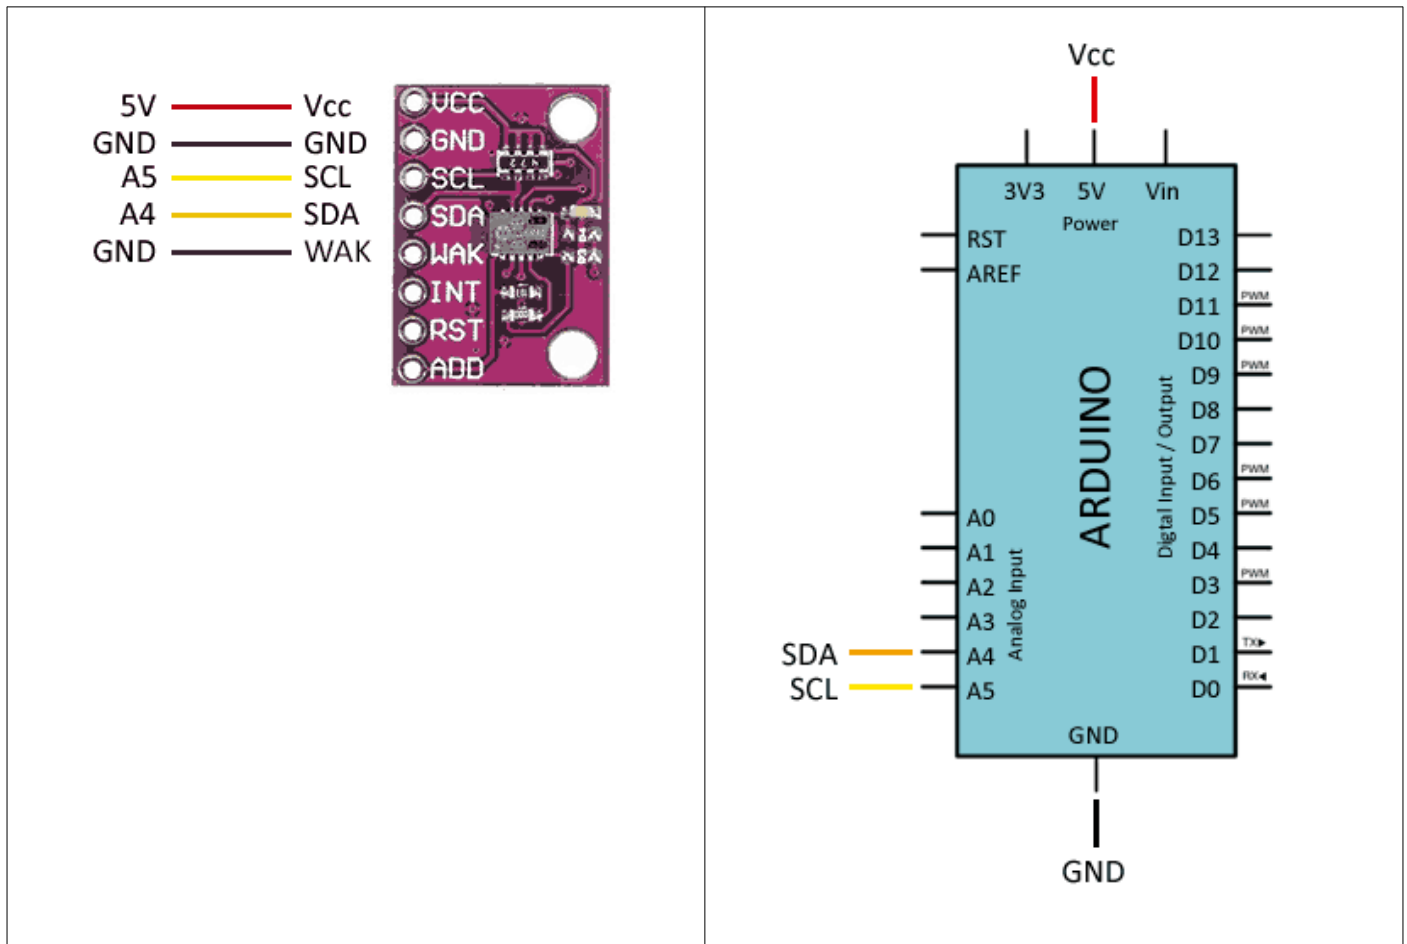 5V Vcc
GND GND
A5 SCL
A4 SDA
GND WAK
VCC
GND
SCL
SDA
WAK
INT
RST
ADD
472
Vcc
3V3 5V Vin
Power
RST
AREF
A0
A1
A2
A3
A4
A5
Analog Input
SDA
SCL
ARDUINO
Digtal Input / Output
D13
D12
D11 PWM
D10 PWM
D9 PWM
D8
D7
D6 PWM
D5 PWM
D4
D3 PWM
D2
D1 TX▶
D0 RX◀
GND
GND